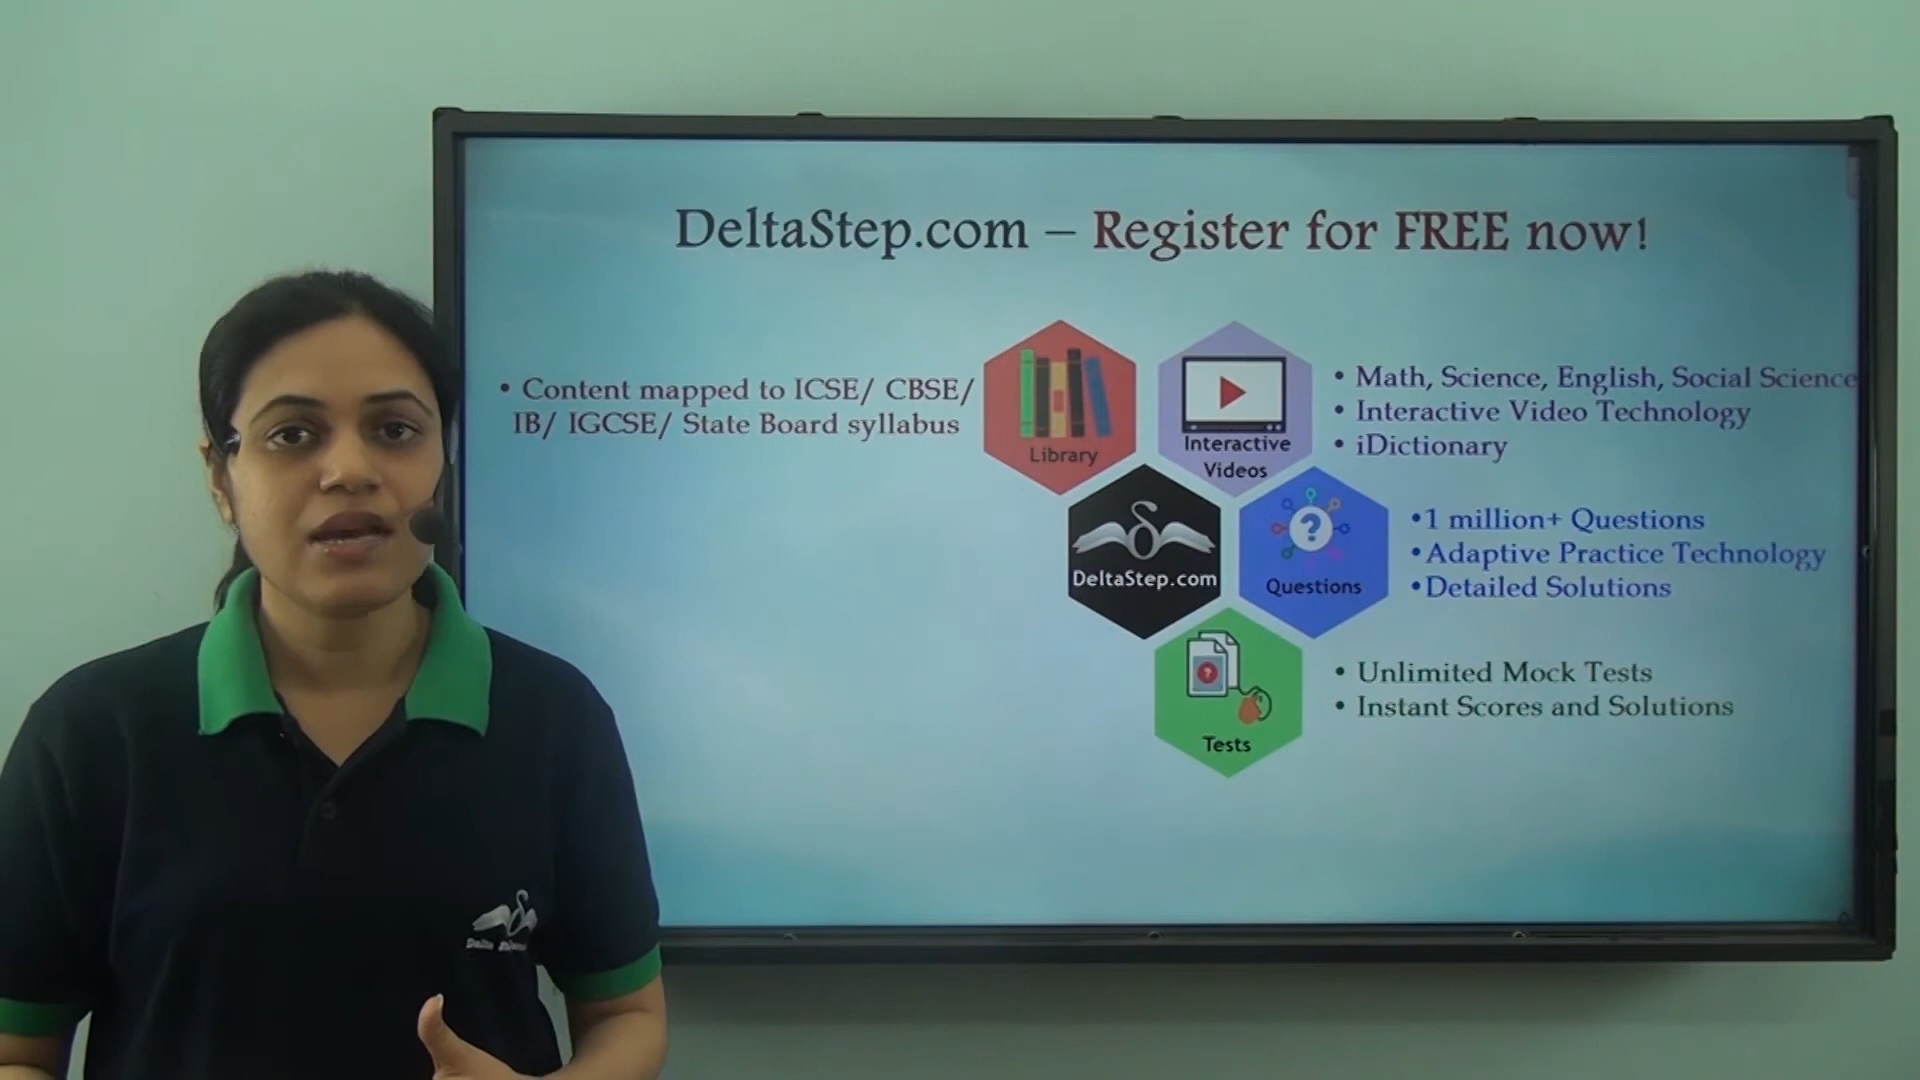 DeltaStep.com – Register for FREE now!
• Content mapped to ICSE/ CBSE/
IB/ IGCSE/ State Board syllabus
Library
Interactive
Videos
• Math, Science, English, Social Science
• Interactive Video Technology
• iDictionary
DeltaStep.com
Questions
•1 million+ Questions
•Adaptive Practice Technology
•Detailed Solutions
Tests
• Unlimited Mock Tests
• Instant Scores and Solutions
Delta